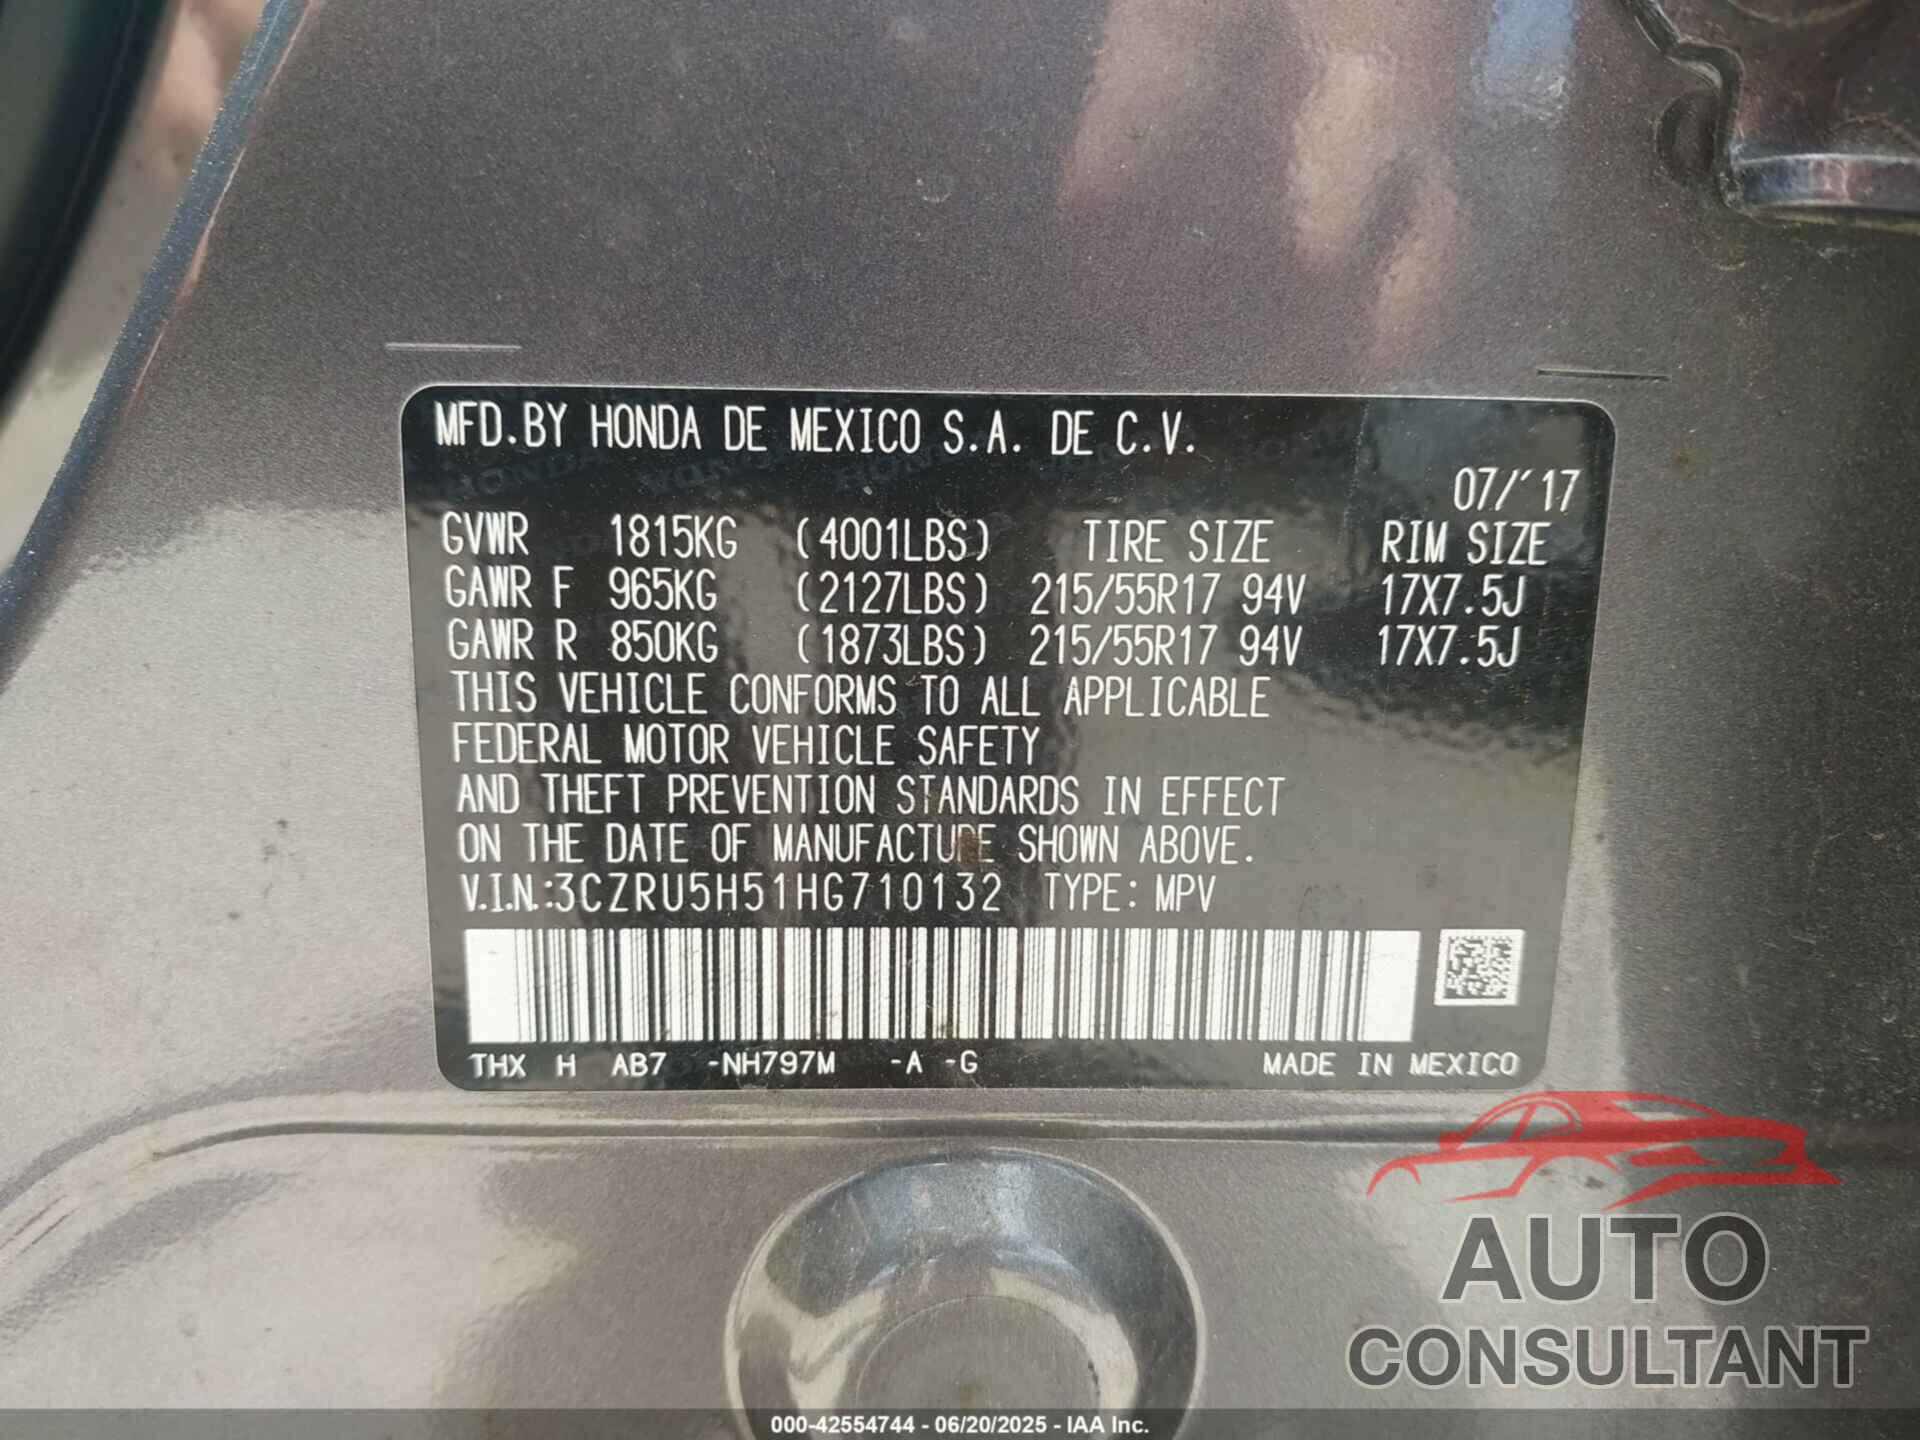 MFD.BY HONDA DE MEXICO S.A. DE C.V.
07/'17
GVWR 1815KG (4001LBS) TIRE SIZE RIM SIZE
GAWR F 965KG (2127LBS) 215/55R17 94V 17X7.5J
GAWR R 850KG (1873LBS) 215/55R17 94V 17X7.5J
THIS VEHICLE CONFORMS TO ALL APPLICABLE
FEDERAL MOTOR VEHICLE SAFETY
AND THEFT PREVENTION STANDARDS IN EFFECT
ON THE DATE OF MANUFACTURE SHOWN ABOVE.
V.I.N.:3CZRU5H51HG710132 TYPE: MPV
THX H AB7 -NH797M -A -G MADE IN MEXICO
AUTO
CONSULTANT
000-42554744 - 06/20/2025 - IAA Inc.